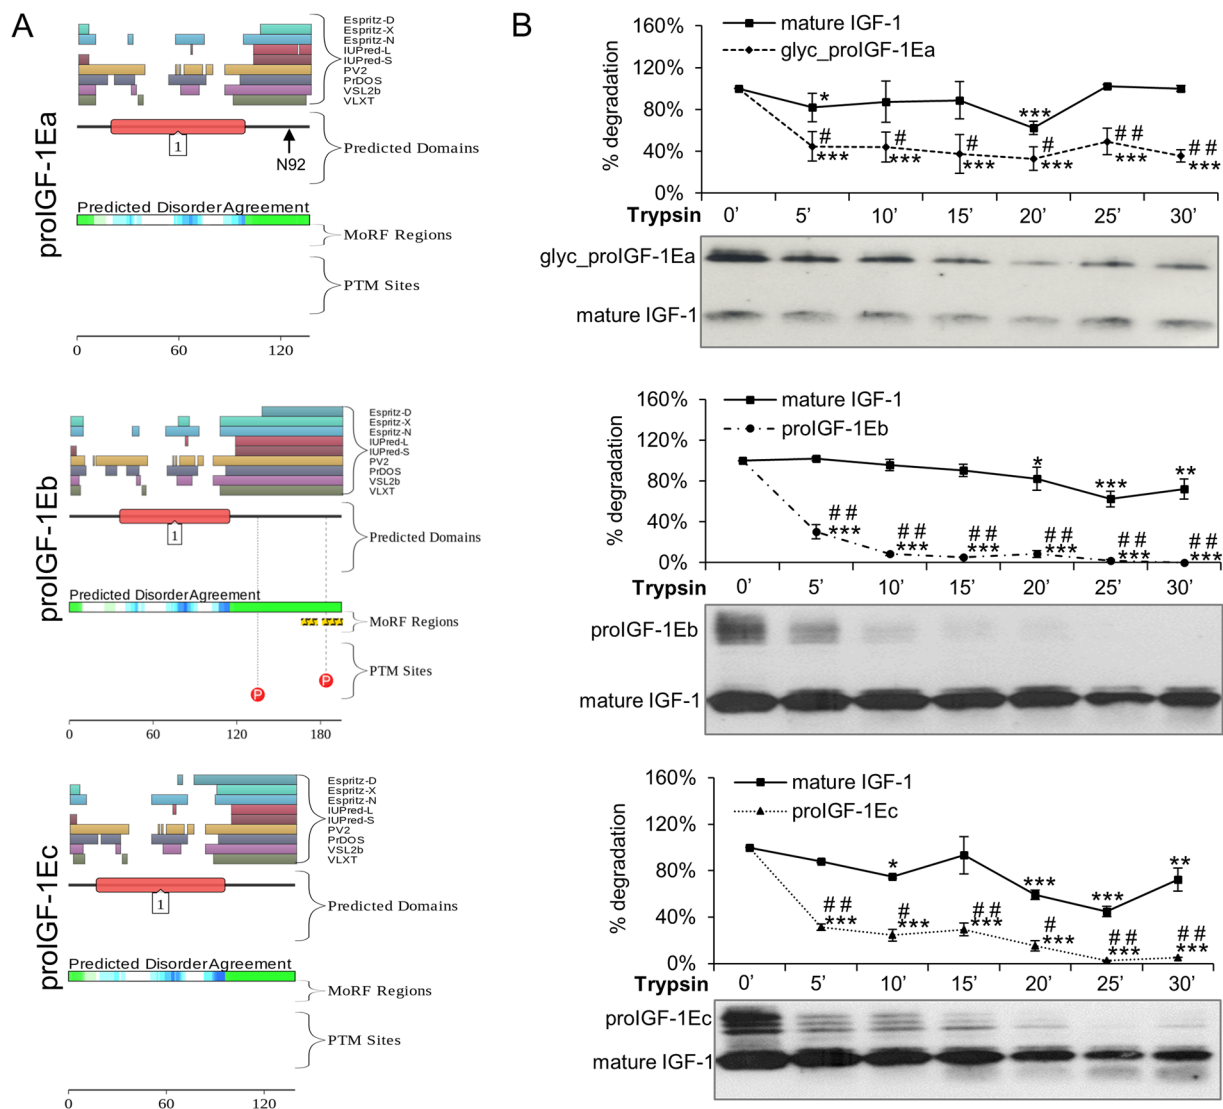 A
proIGF-1Ea
Espritz-D
Espritz-X
Espritz-N
IUPred-L
IUPred-S
PV2
PrDOS
VSL2b
VLXT
1
N92
Predicted Domains
Predicted DisorderAgreement
MoRF Regions
PTM Sites
0 60 120
proIGF-1Eb
Espritz-D
Espritz-X
Espritz-N
IUPred-L
IUPred-S
PV2
PrDOS
VSL2b
VLXT
1
Predicted Domains
Predicted DisorderAgreement
MoRF Regions
PTM Sites
P P
0 60 120 180
proIGF-1Ec
Espritz-D
Espritz-X
Espritz-N
IUPred-L
IUPred-S
PV2
PrDOS
VSL2b
VLXT
1
Predicted Domains
Predicted DisorderAgreement
MoRF Regions
PTM Sites
0 60 120
B
% degradation
160%
120%
80%
40%
0%
mature IGF-1
glyc_proIGF-1Ea
* ***
# # # # # # # #
*** *** *** *** *** ***
Trypsin 0' 5' 10' 15' 20' 25' 30'
glyc_proIGF-1Ea
mature IGF-1
% degradation
160%
120%
80%
40%
0%
mature IGF-1
proIGF-1Eb
* *** **
# # # # # # # # # # # #
*** *** *** *** *** ***
Trypsin 0' 5' 10' 15' 20' 25' 30'
proIGF-1Eb
mature IGF-1
% degradation
160%
120%
80%
40%
0%
mature IGF-1
proIGF-1Ec
* *** *** **
# # # # # # # # # #
*** *** *** *** *** ***
Trypsin 0' 5' 10' 15' 20' 25' 30'
proIGF-1Ec
mature IGF-1